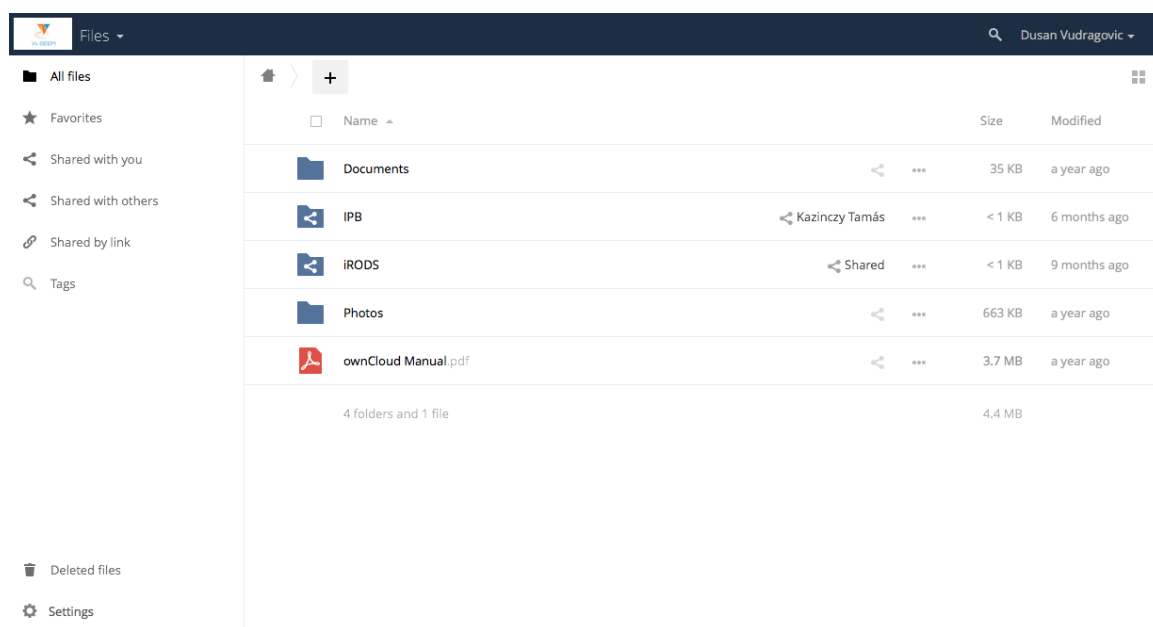 VI-SEEM Files Dusan Vudragovic
All files
Favorites
Shared with you
Shared with others
Shared by link
Tags
Deleted files
Settings
+
Name Size Modified
Documents ••• 35 KB a year ago
IPB Kazinczy Tamás ••• < 1 KB 6 months ago
iRODS Shared ••• < 1 KB 9 months ago
Photos ••• 663 KB a year ago
ownCloud Manual.pdf ••• 3.7 MB a year ago
4 folders and 1 file 4.4 MB